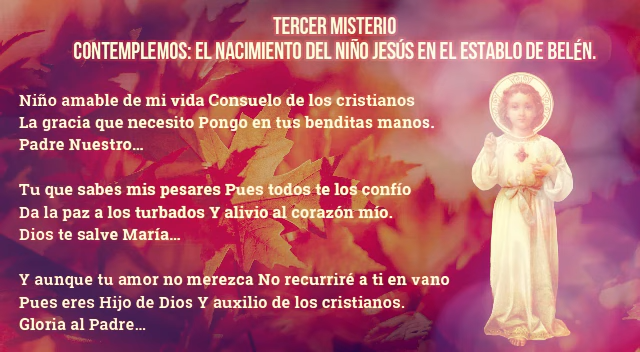 TERCER MISTERIO
CONTEMPLEMOS: EL NACIMIENTO DEL NIÑO JESÚS EN EL ESTABLO DE BELÉN.
Niño amable de mi vida Consuelo de los cristianos
La gracia que necesito Pongo en tus benditas manos.
Padre Nuestro...
Tu que sabes mis pesares Pues todos te los confío
Da la paz a los turbados Y alivio al corazón mío.
Dios te salve María...
Y aunque tu amor no merezca No recurriré a ti en vano
Pues eres Hijo de Dios Y auxilio de los cristianos.
Gloria al Padre...